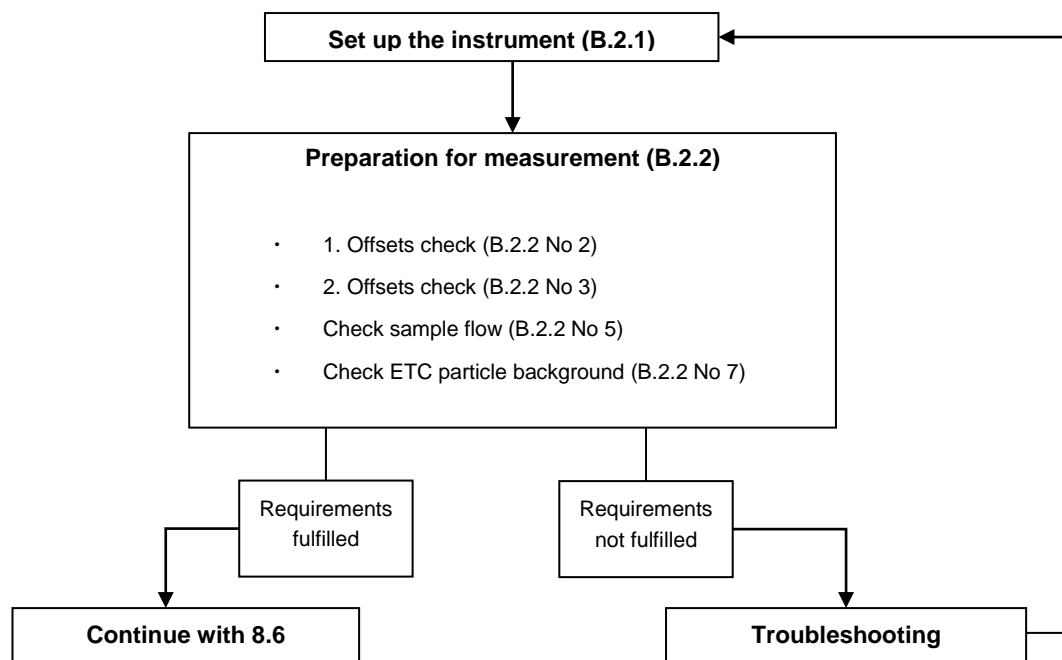 Set up the instrument (B.2.1)
Preparation for measurement (B.2.2)
· 1. Offsets check (B.2.2 No 2)
· 2. Offsets check (B.2.2 No 3)
· Check sample flow (B.2.2 No 5)
· Check ETC particle background (B.2.2 No 7)
Requirements
fulfilled
Requirements
not fulfilled
Continue with 8.6
Troubleshooting